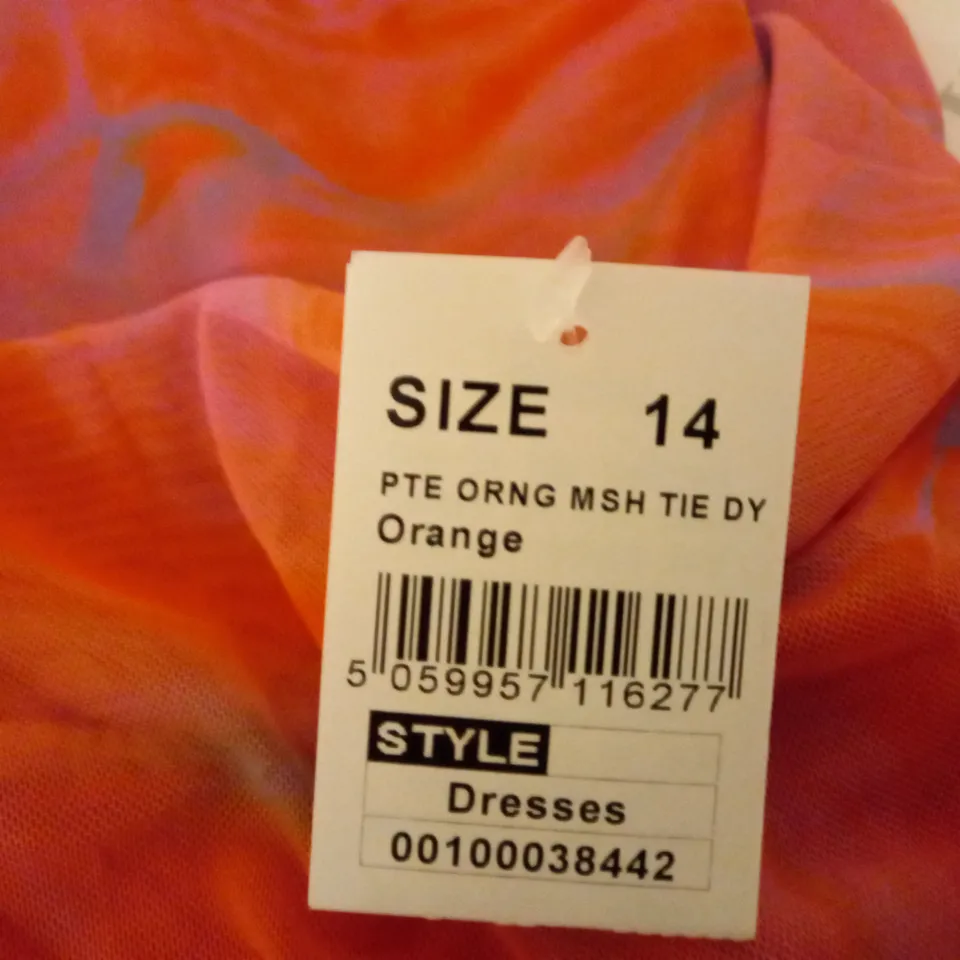 SIZE 14
PTE ORNG MSH TIE DY
Orange
5 059957 116277
STYLE
Dresses
00100038442